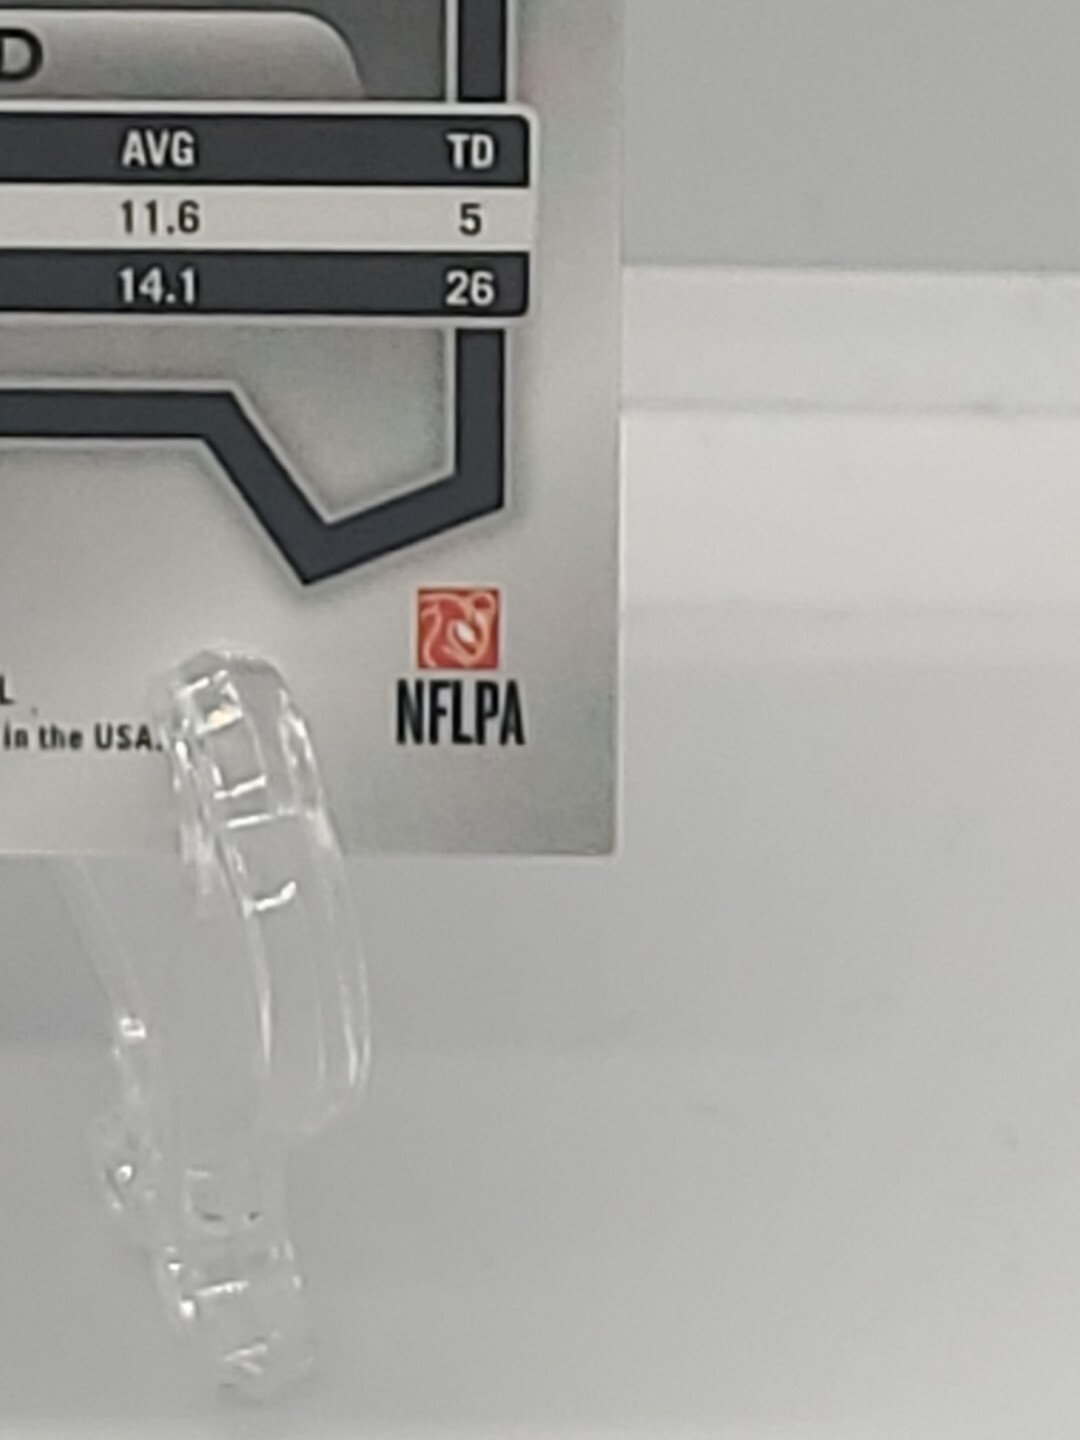 D
AVG TD
11.6 5
14.1 26
L
in the USA.
NFLPA